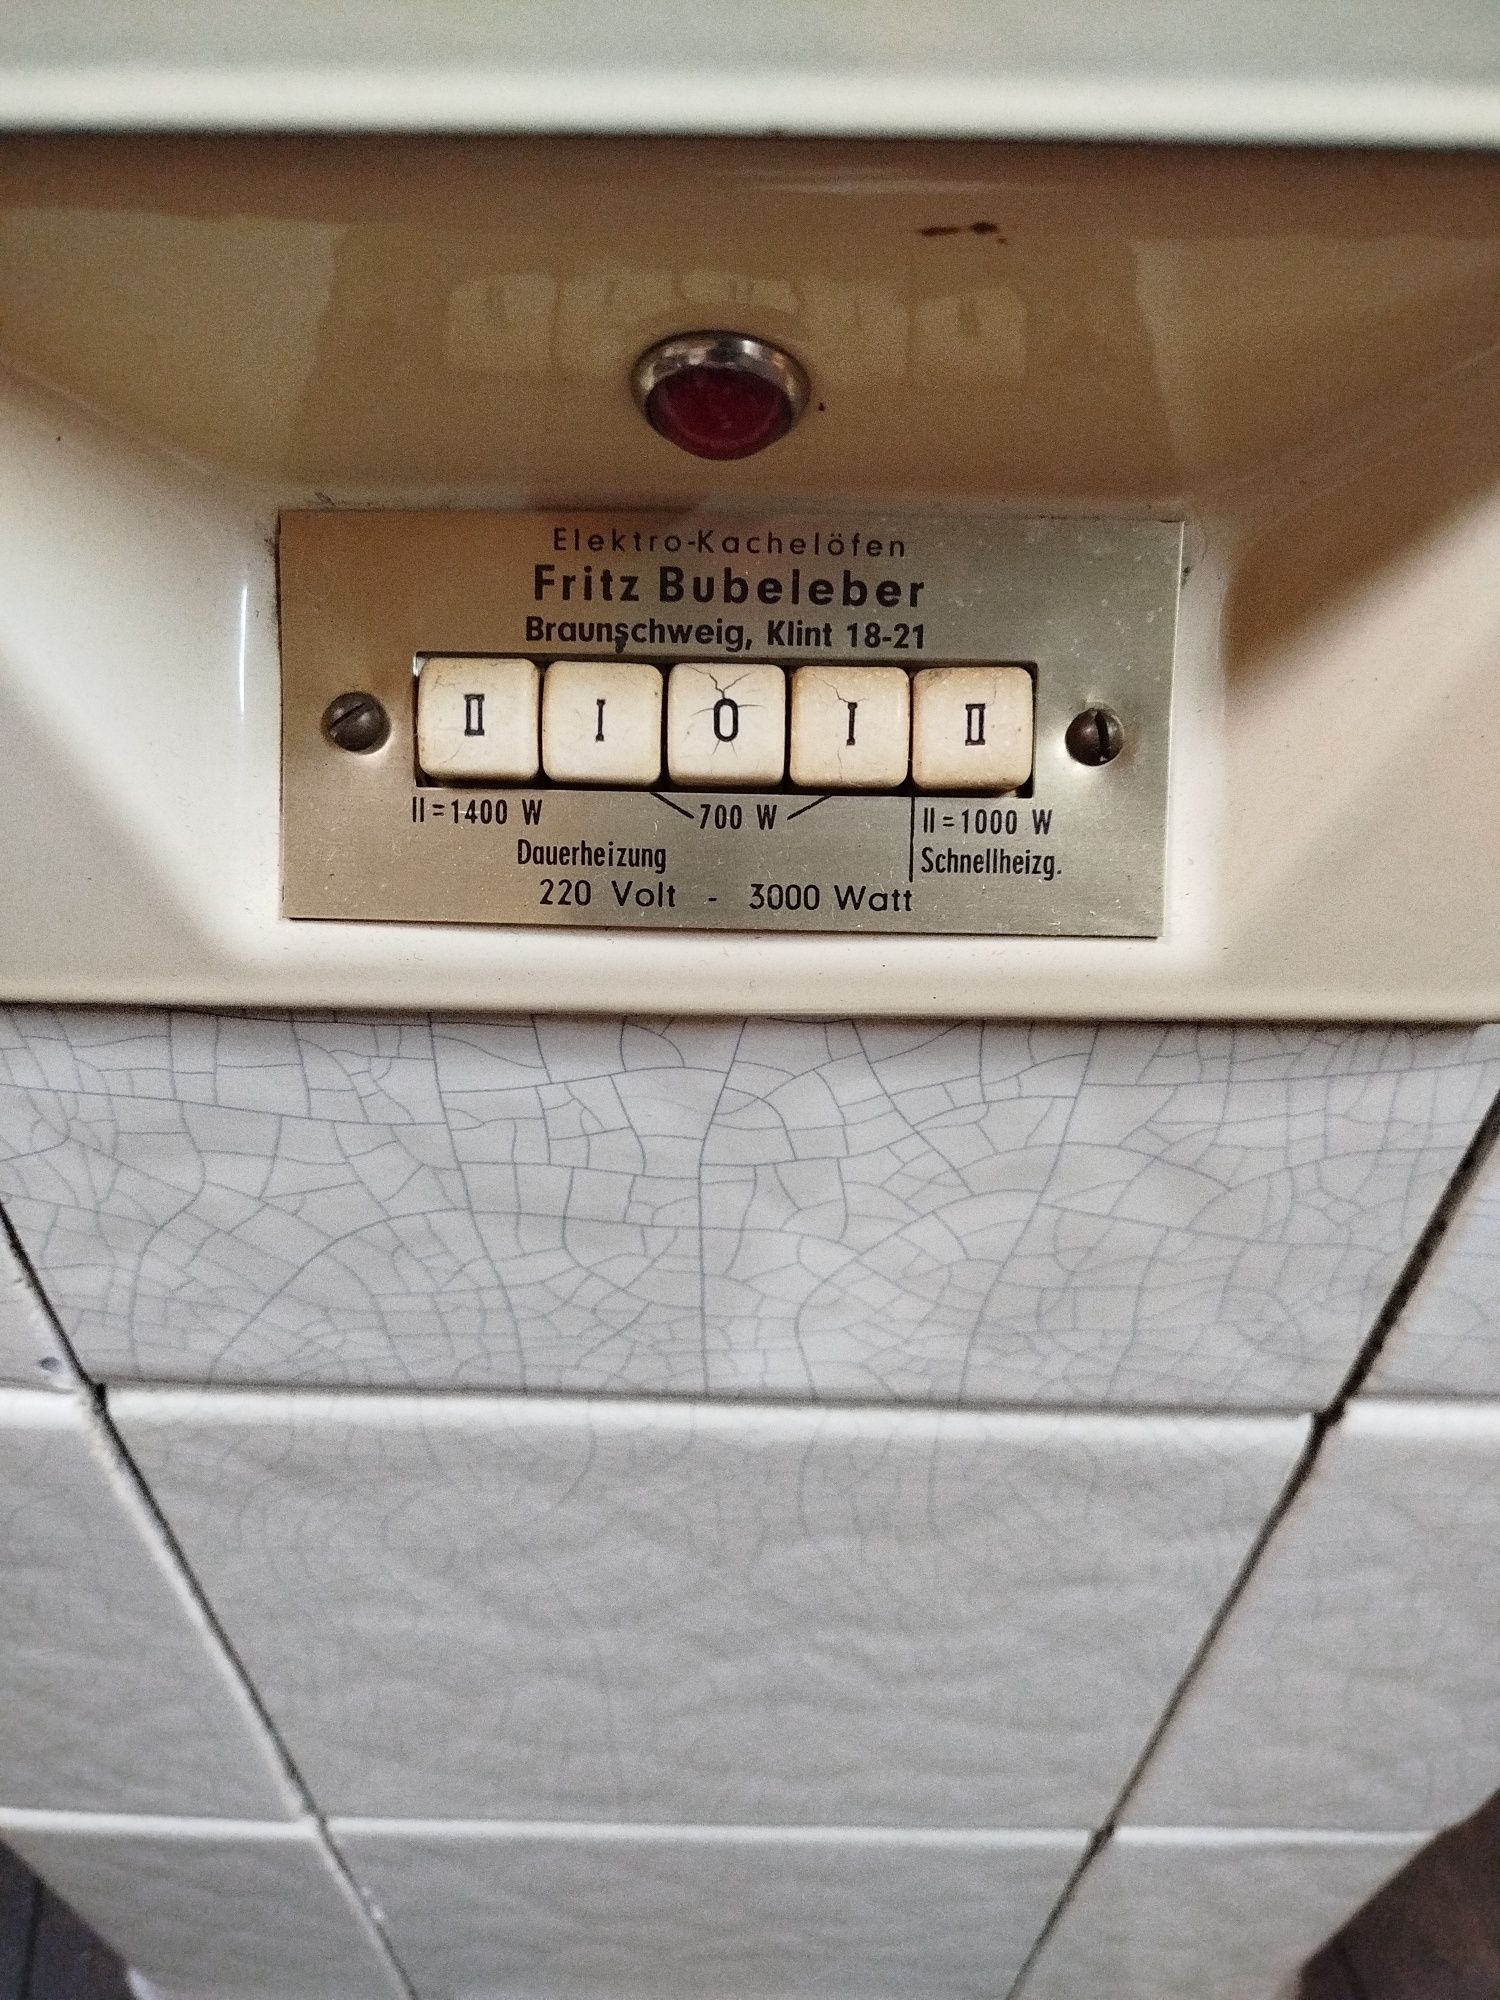 Elektro-Kachelöfen
Fritz Bubeleber
Braunschweig, Klint 18-21
II I O I II
II=1400 W 700 W II=1000 W
Dauerheizung Schnellheizg.
220 Volt - 3000 Watt